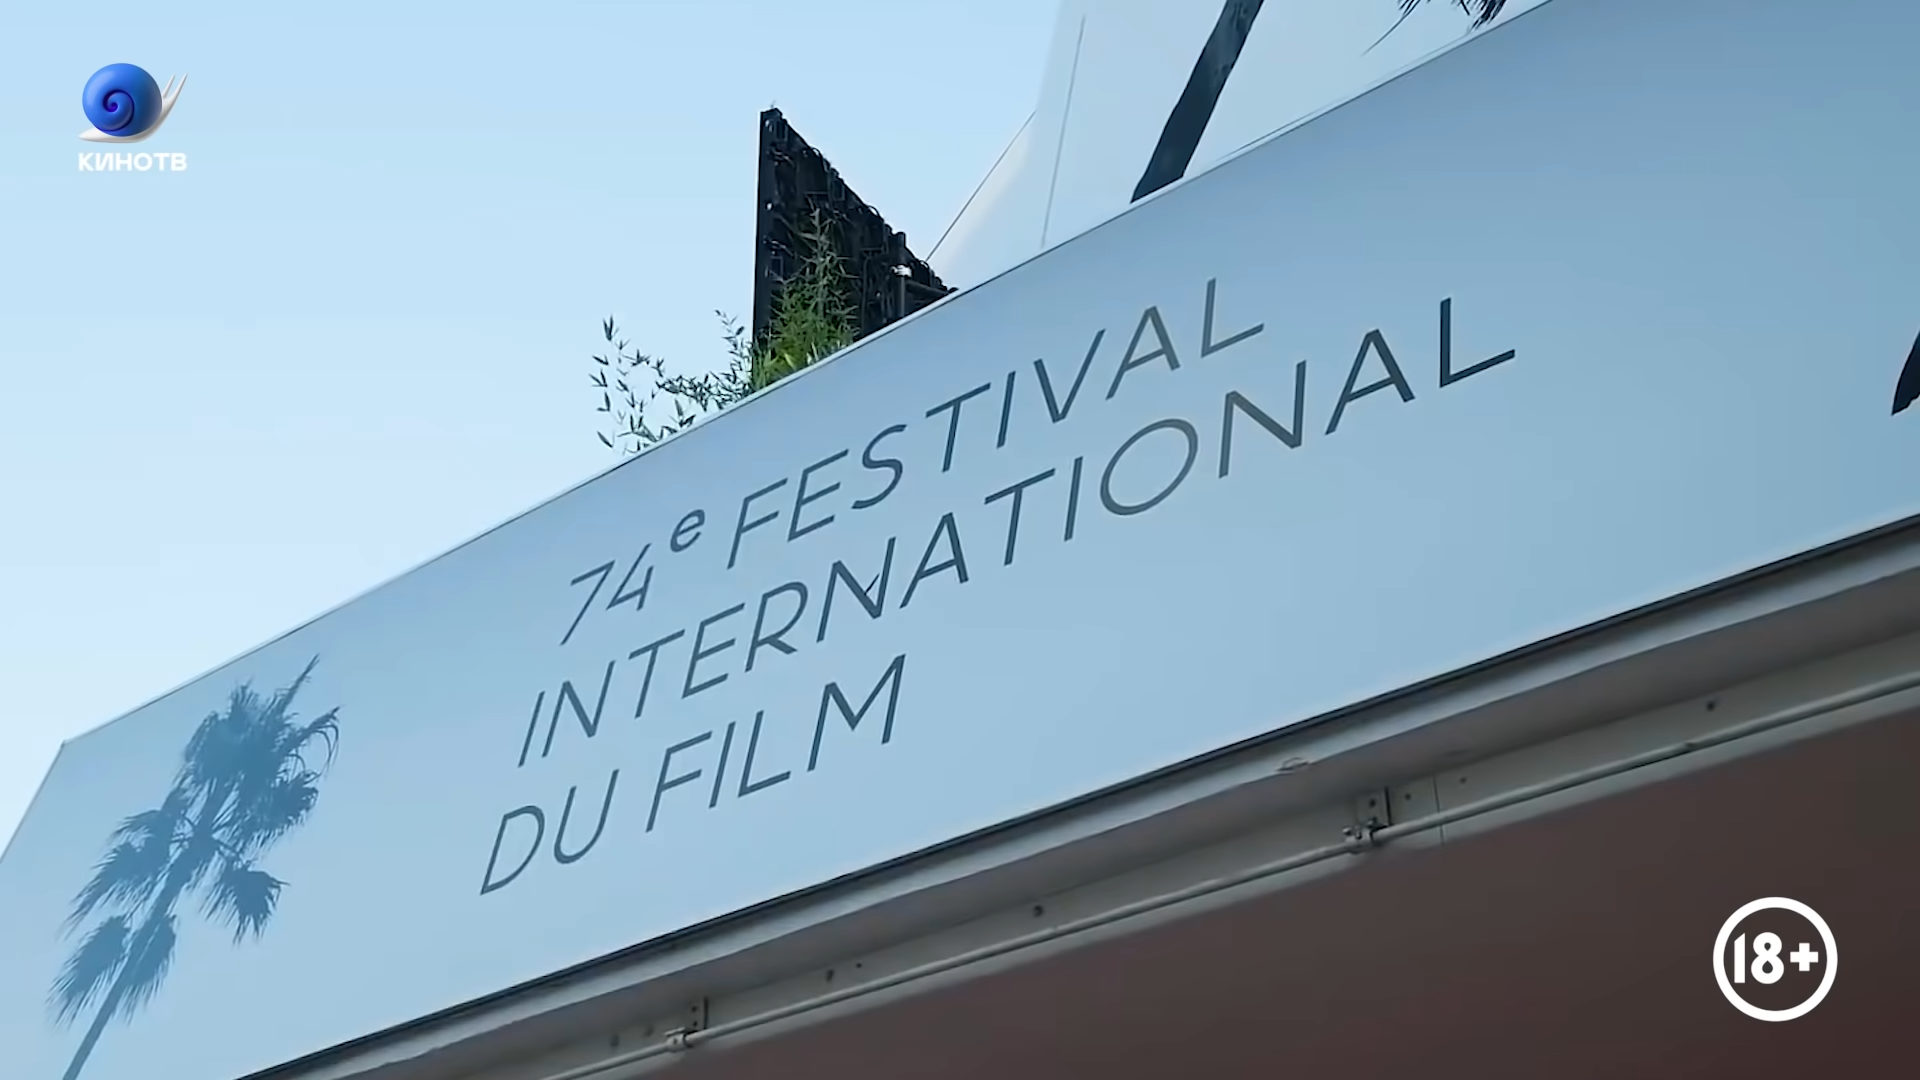 КИНОТВ
74e FESTIVAL
INTERNATIONAL
DU FILM
18+